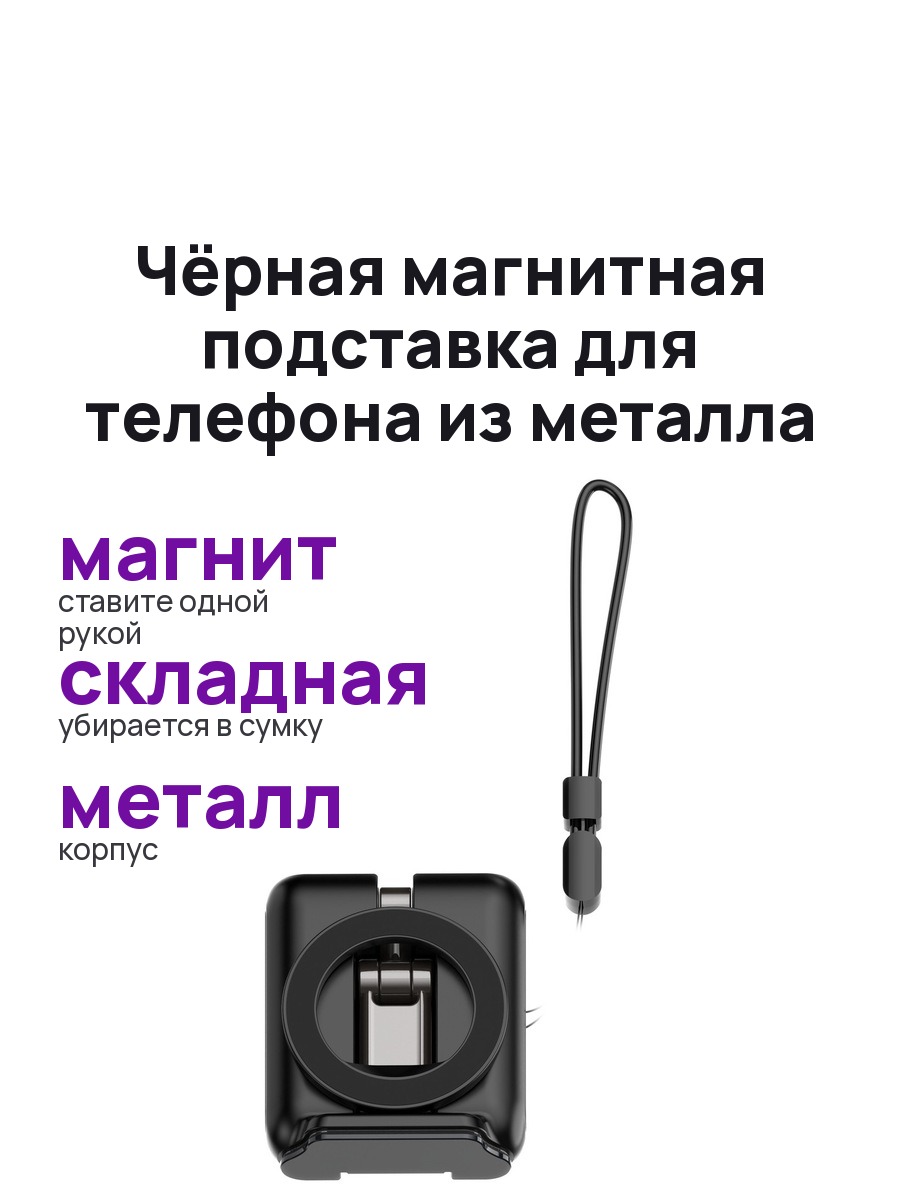 Чёрная магнитная
подставка для
телефона из металла
магнит
ставите одной
рукой
складная
убирается в сумку
металл
корпус